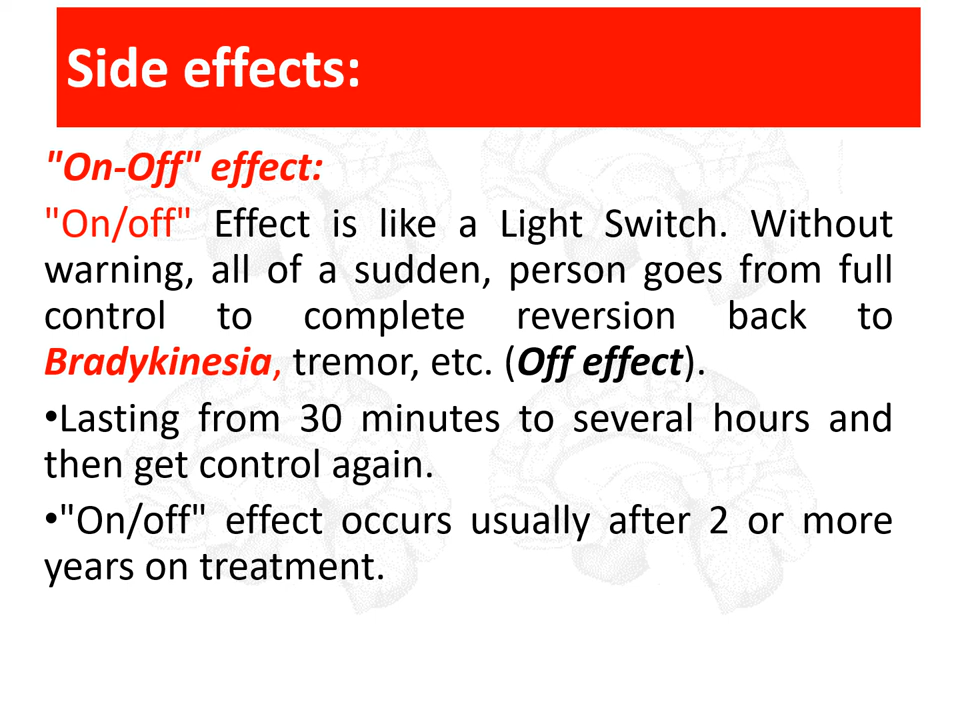 Side effects:
"On-Off" effect:
"On/off" Effect is like a Light Switch. Without
warning, all of a sudden, person goes from full
control to complete reversion back to
Bradykinesia, tremor, etc. (Off effect).
•Lasting from 30 minutes to several hours and
then get control again.
•"On/off" effect occurs usually after 2 or more
years on treatment.